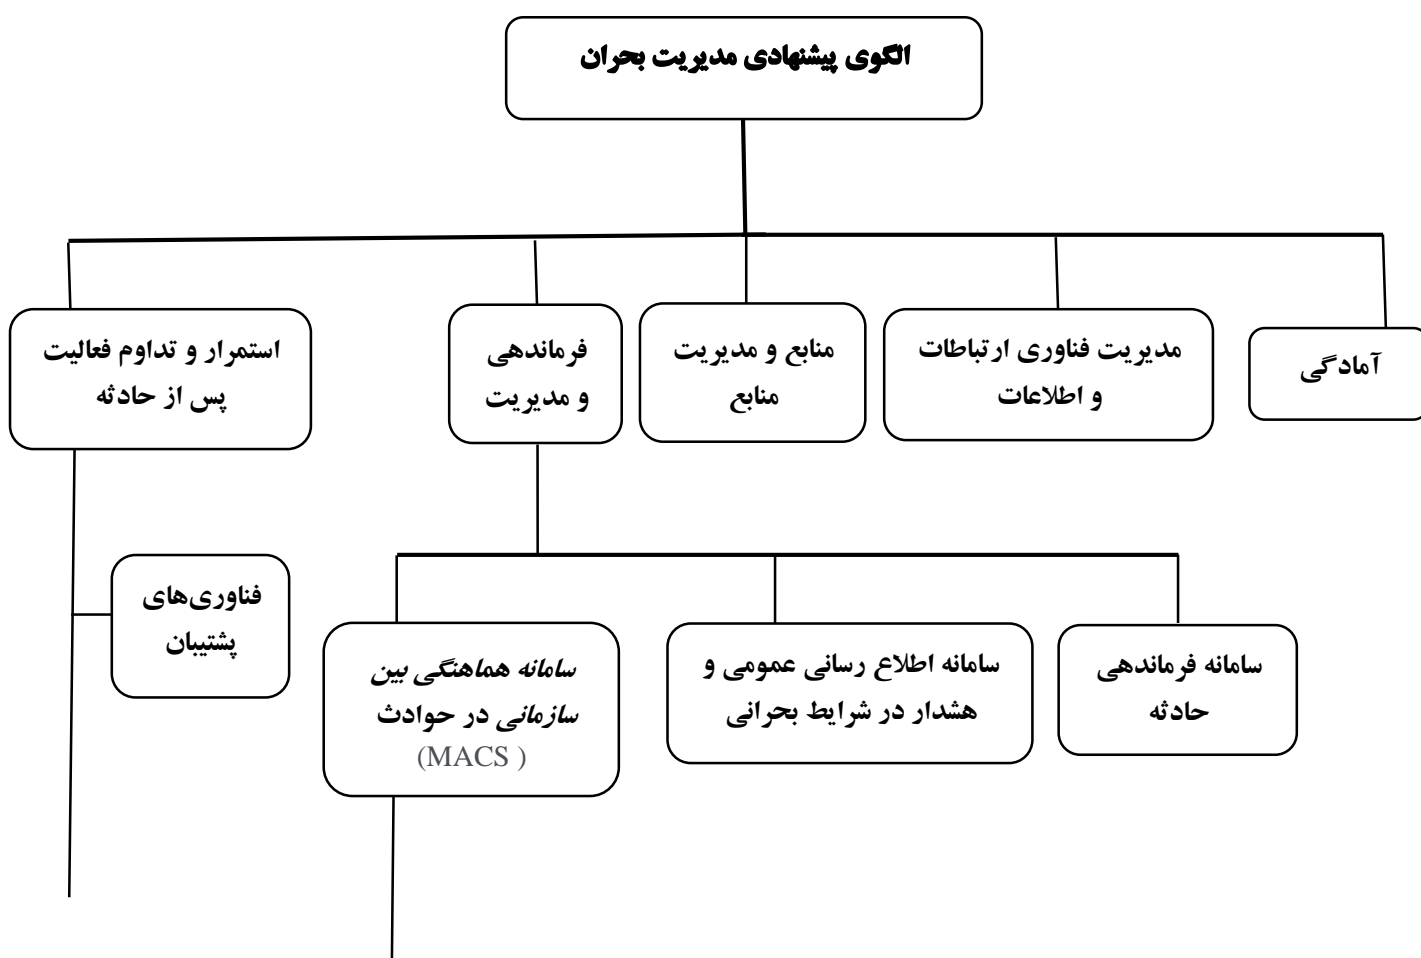 الگوی پیشنهادی مدیریت بحران
آمادگی
مدیریت فناوری ارتباطات
و اطلاعات
منابع و مدیریت
منابع
فرماندهی
و مدیریت
استمرار و تداوم فعالیت
پس از حادثه
سامانه فرماندهی
حادثه
سامانه اطلاع رسانی عمومی و
هشدار در شرایط بحرانی
سامانه هماهنگی بین
سازمانی در حوادث
(MACS )
فناوری‌های
پشتیبان